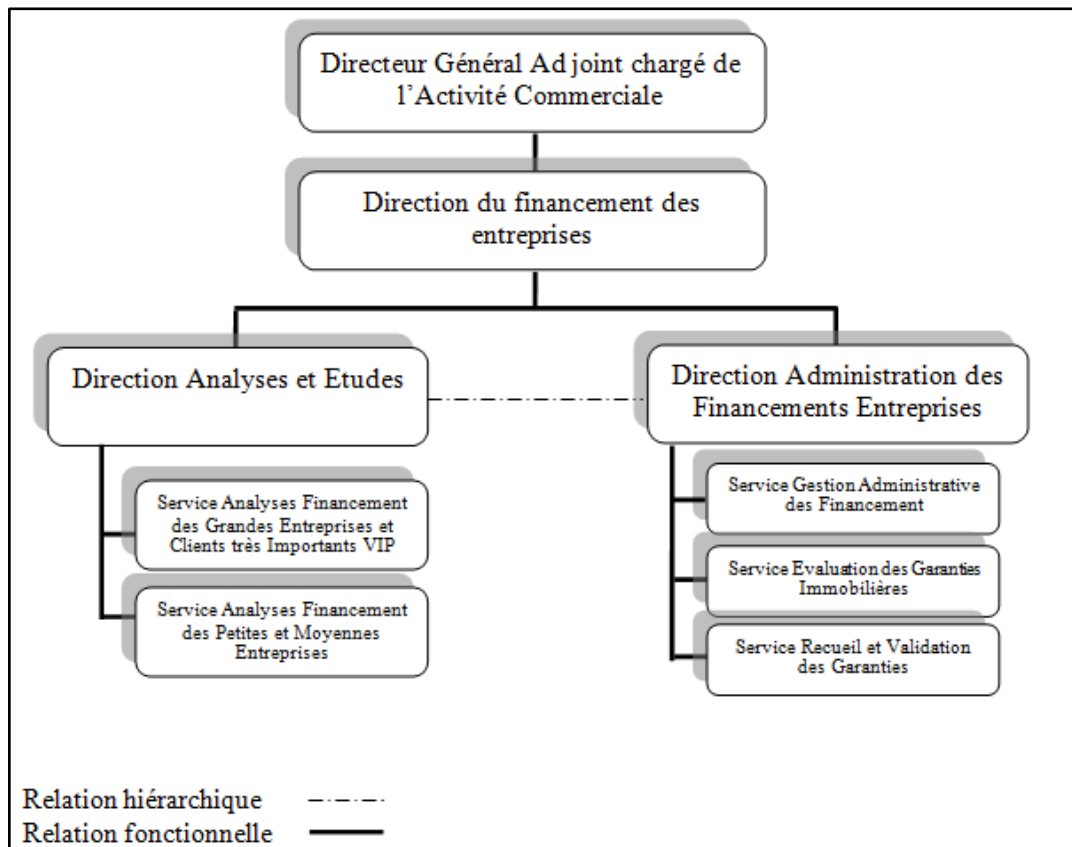 Directeur Général Ad joint chargé de
l'Activité Commerciale
Direction du financement des
entreprises
Direction Analyses et Etudes
Direction Administration des
Financements Entreprises
Service Analyses Financement
des Grandes Entreprises et
Clients très Importants VIP
Service Analyses Financement
des Petites et Moyennes
Entreprises
Service Gestion Administrative
des Financement
Service Evaluation des Garanties
Immobilières
Service Recueil et Validation
des Garanties
Relation hiérarchique
Relation fonctionnelle